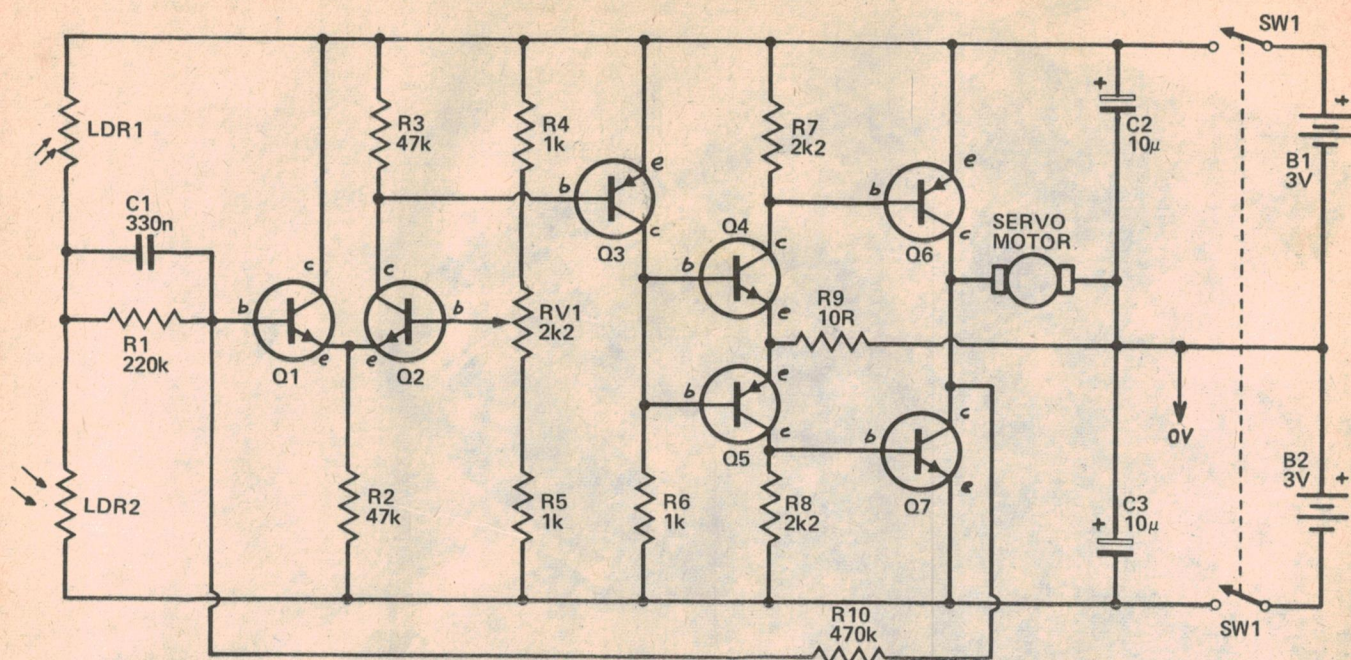 SW1
LDR1
R3
47k
R4
1k
R7
2k2
C2
10μ
+
B1
3V
+
C1
330n
b
c
e
Q1
b
c
e
Q2
R1
220k
RV1
2k2
b
e
c
Q3
b
c
e
Q4
b
e
c
Q6
SERVO
MOTOR.
R9
10R
b
e
e
Q5
b
c
e
Q7
0V
LDR2
R2
47k
R5
1k
R6
1k
R8
2k2
C3
10μ
+
B2
3V
+
SW1
R10
470k